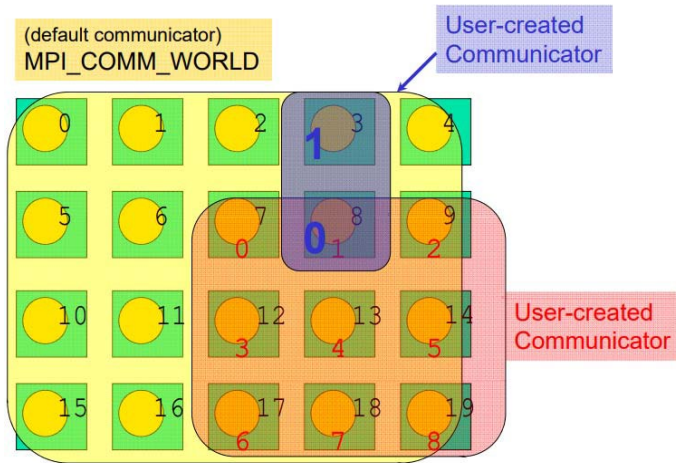 (default communicator)
MPI_COMM_WORLD
User-created
Communicator
0 1 2 3 4
1
5 6 7 8 9
0 0 1 2
10 11 12 13 14
3 4 5
User-created
Communicator
15 16 17 18 19
6 7 8